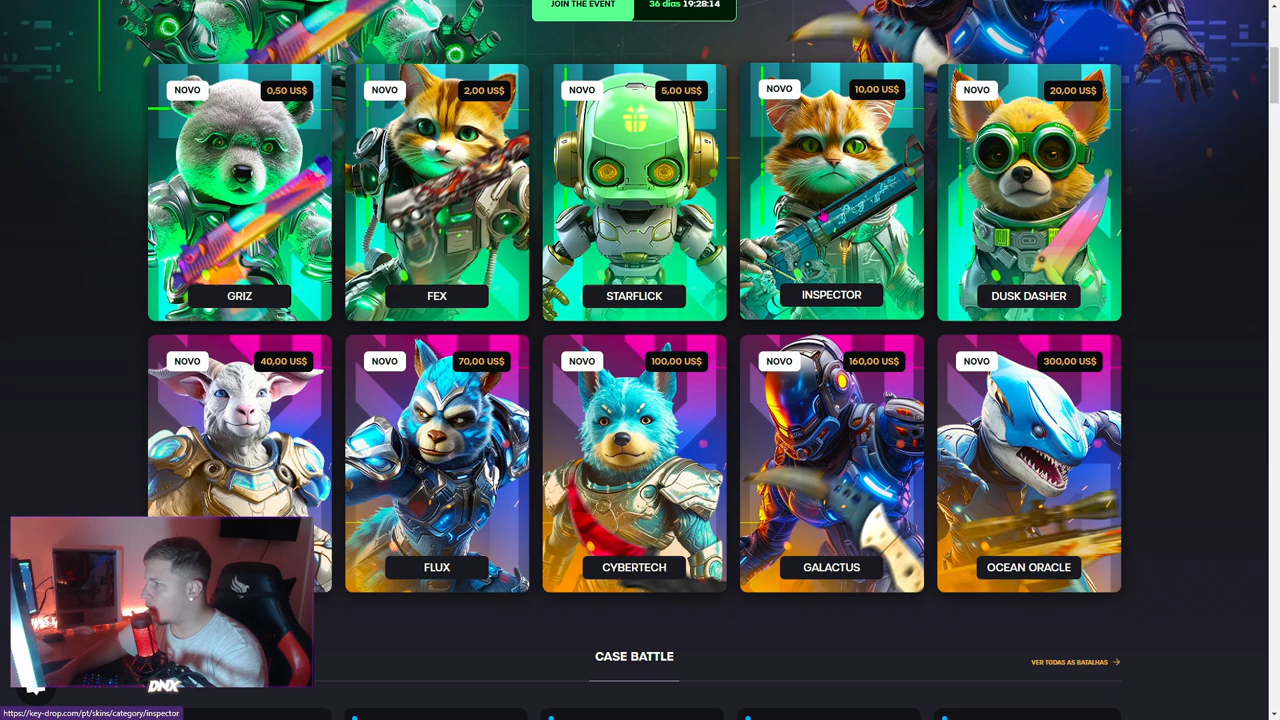 JOIN THE EVENT
36 dias 19:28:14
NOVO
0,50 US$
NOVO
2,00 US$
NOVO
5,00 US$
NOVO
10,00 US$
NOVO
20,00 US$
GRIZ
FEX
STARFLICK
INSPECTOR
DUSK DASHER
NOVO
40,00 US$
NOVO
70,00 US$
NOVO
100,00 US$
NOVO
160,00 US$
NOVO
300,00 US$
FLUX
CYBERTECH
GALACTUS
OCEAN ORACLE
CASE BATTLE
VER TODAS AS BATALHAS
DNX
https://key-drop.com/pt/skins/category/inspector